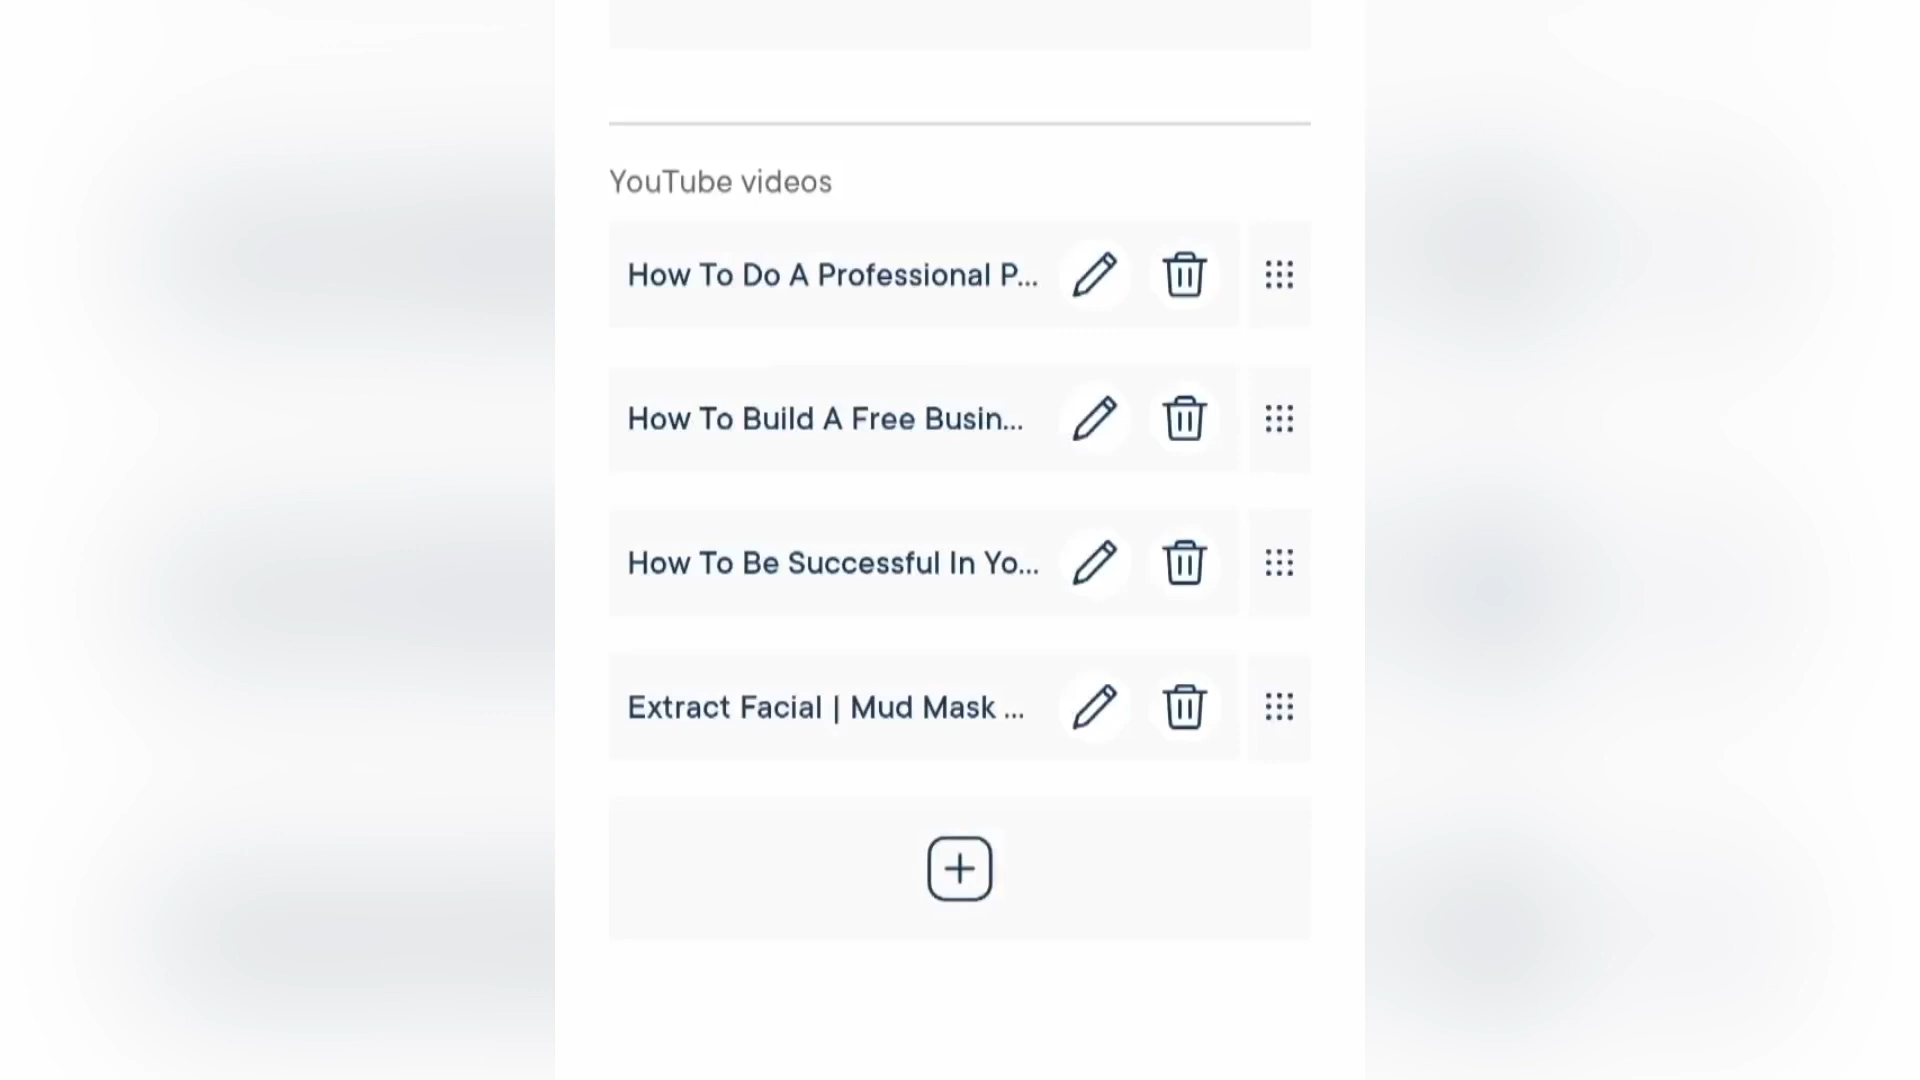 YouTube videos
How To Do A Professional P...
How To Build A Free Busin...
How To Be Successful In Yo...
Extract Facial | Mud Mask ...